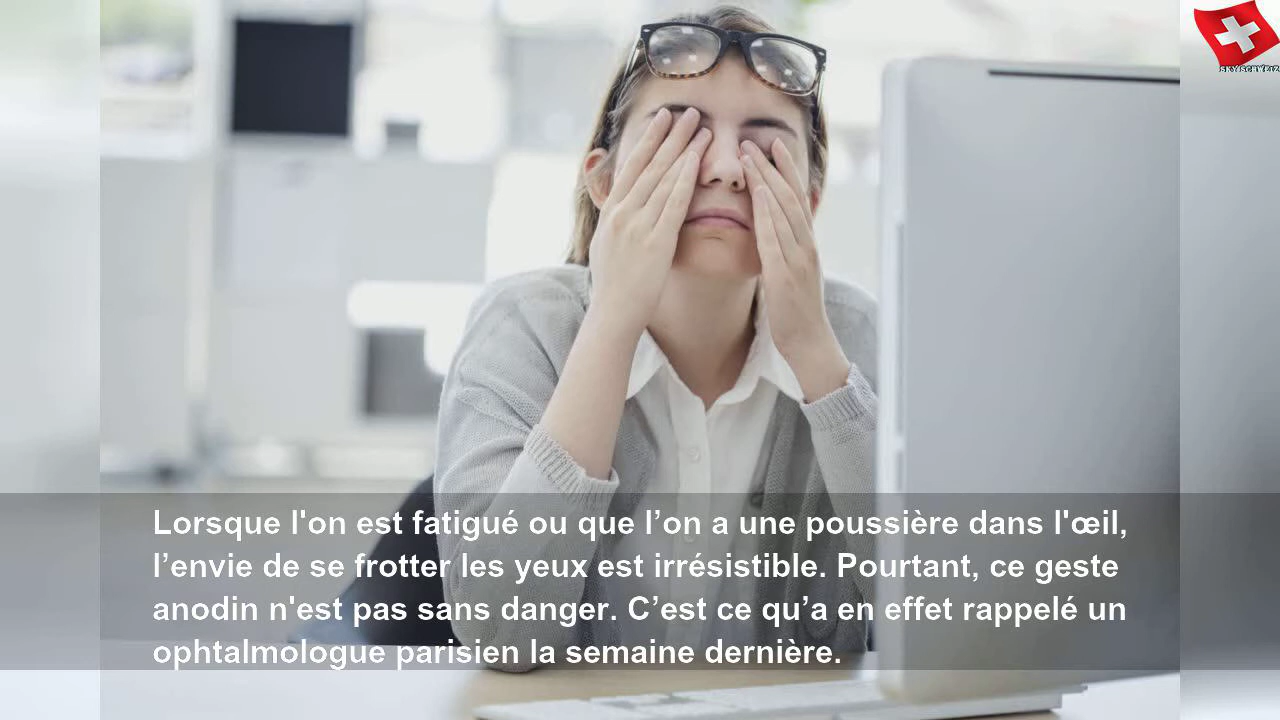 SKYSCHWEIZ
Lorsque l'on est fatigué ou que l’on a une poussière dans l'œil,
l’envie de se frotter les yeux est irrésistible. Pourtant, ce geste
anodin n'est pas sans danger. C’est ce qu’a en effet rappelé un
ophtalmologue parisien la semaine dernière.